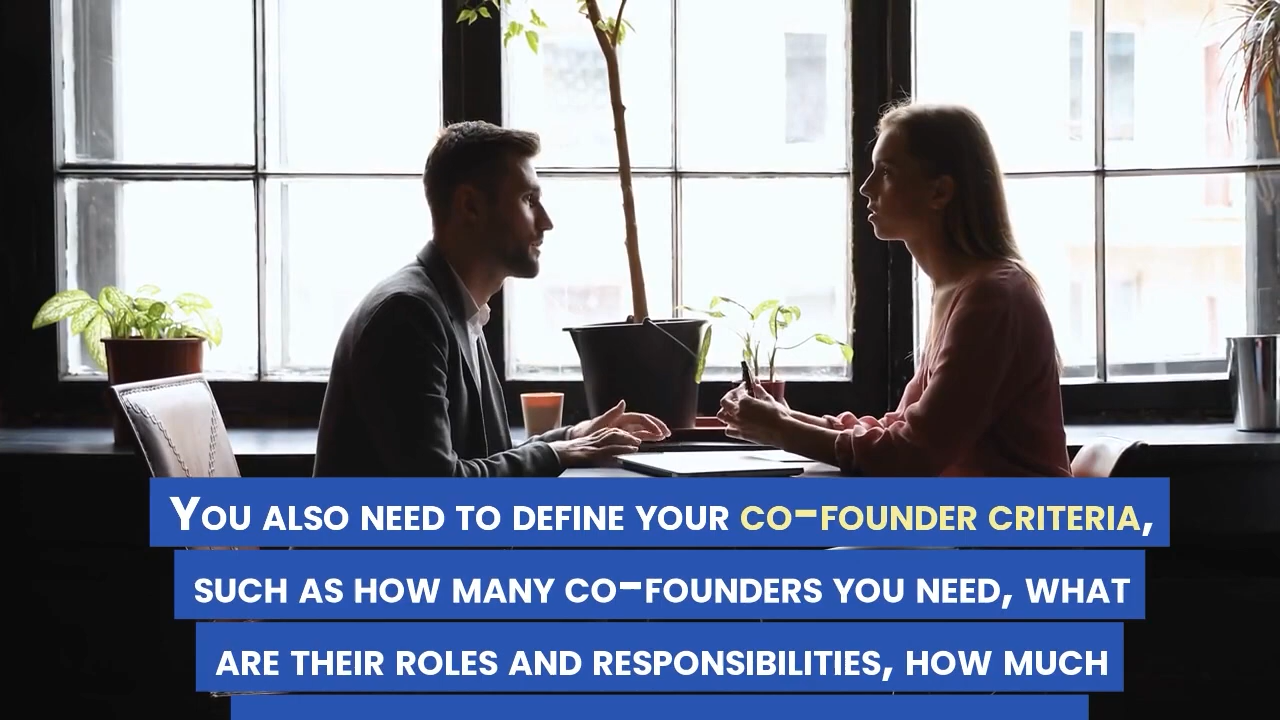 You also need to define your co-founder criteria,
such as how many co-founders you need, what
are their roles and responsibilities, how much